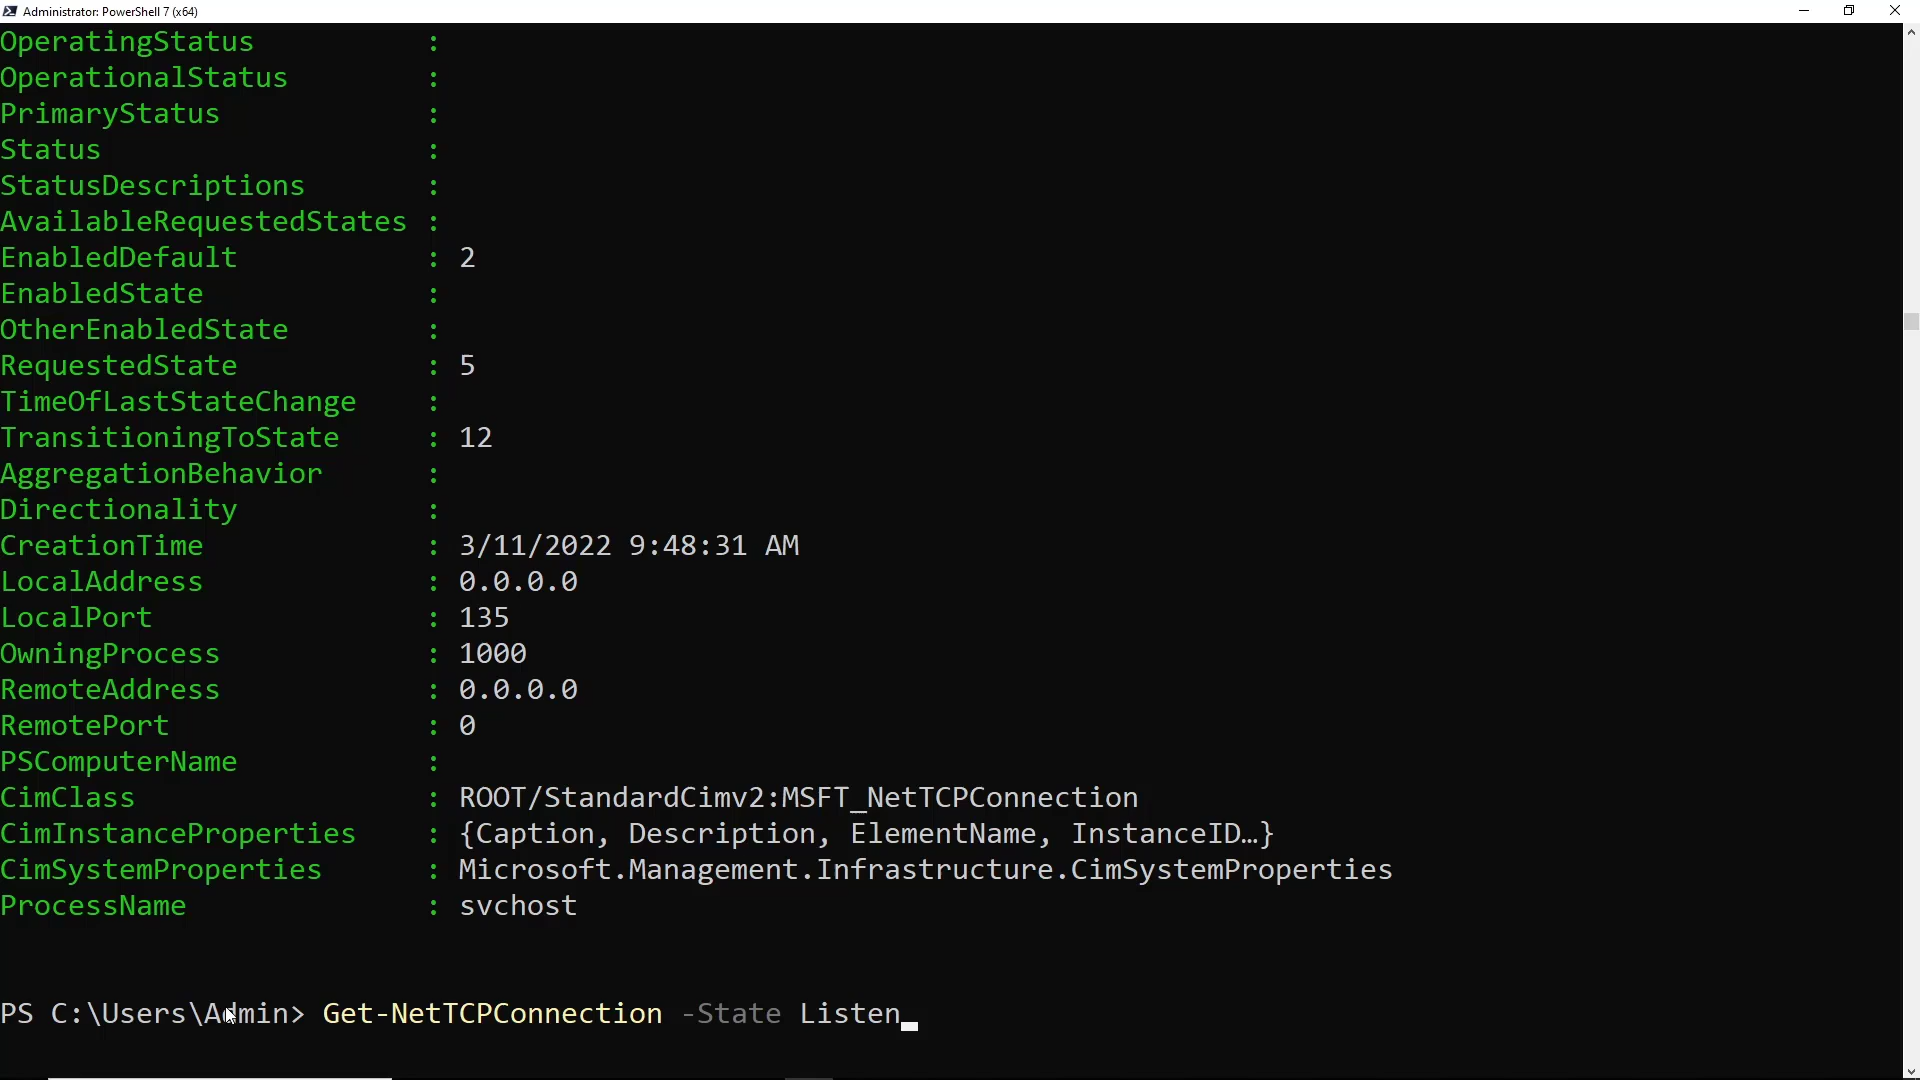 Administrator: PowerShell 7 (x64)
OperatingStatus :
OperationalStatus :
PrimaryStatus :
Status :
StatusDescriptions :
AvailableRequestedStates :
EnabledDefault : 2
EnabledState :
OtherEnabledState :
RequestedState : 5
TimeOfLastStateChange :
TransitioningToState : 12
AggregationBehavior :
Directionality :
CreationTime : 3/11/2022 9:48:31 AM
LocalAddress : 0.0.0.0
LocalPort : 135
OwningProcess : 1000
RemoteAddress : 0.0.0.0
RemotePort : 0
PSComputerName :
CimClass : ROOT/StandardCimv2:MSFT_NetTCPConnection
CimInstanceProperties : {Caption, Description, ElementName, InstanceID…}
CimSystemProperties : Microsoft.Management.Infrastructure.CimSystemProperties
ProcessName : svchost
PS C:\Users\Admin> Get-NetTCPConnection -State Listen